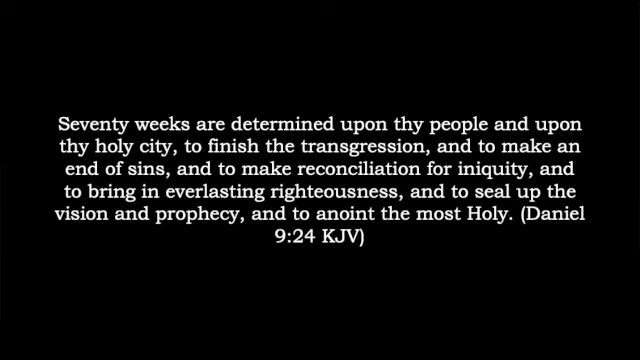 Seventy weeks are determined upon thy people and upon
thy holy city, to finish the transgression, and to make an
end of sins, and to make reconciliation for iniquity, and
to bring in everlasting righteousness, and to seal up the
vision and prophecy, and to anoint the most Holy. (Daniel
9:24 KJV)